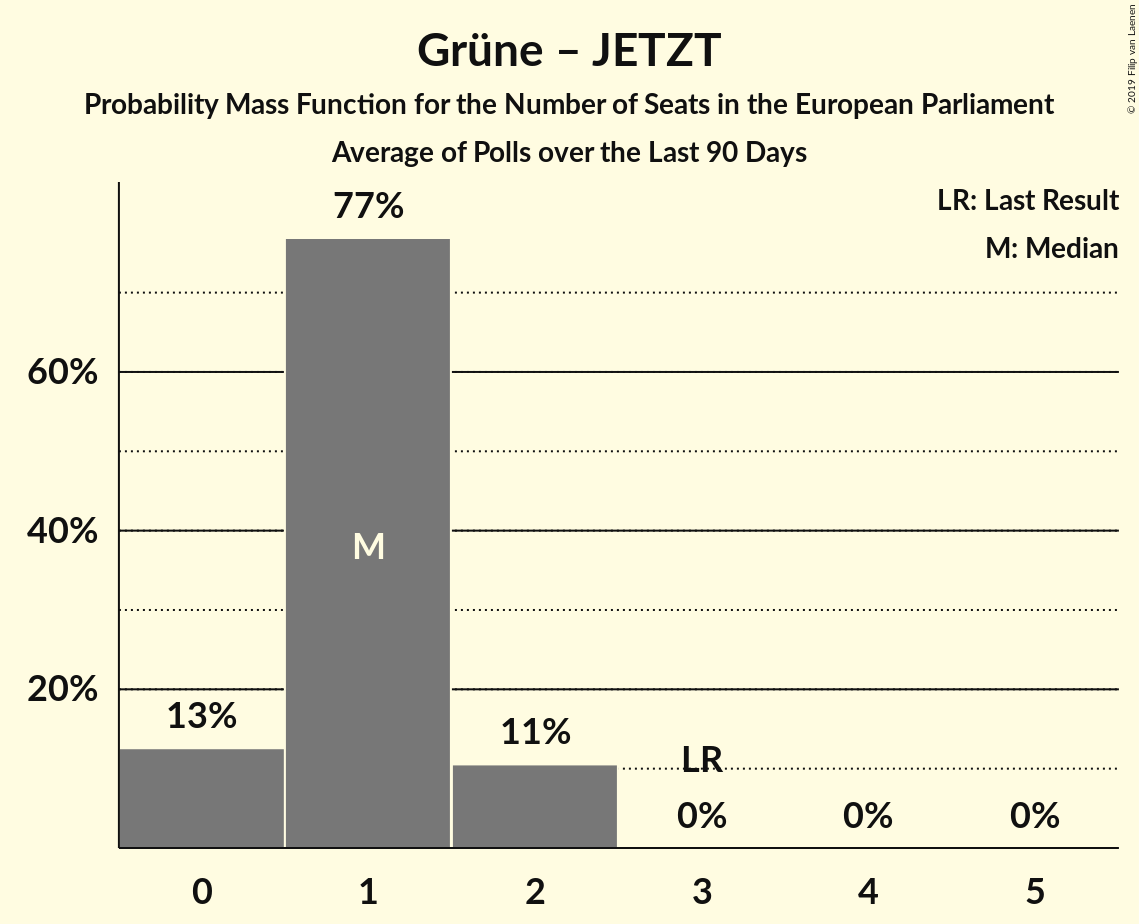 Grüne – JETZT
Probability Mass Function for the Number of Seats in the European Parliament
Average of Polls over the Last 90 Days
© 2019 Filip van Laenen
LR: Last Result
M: Median
77%
60%
40%
M
20%
13%
11%
LR
0%
0%
0%
0 1 2 3 4 5